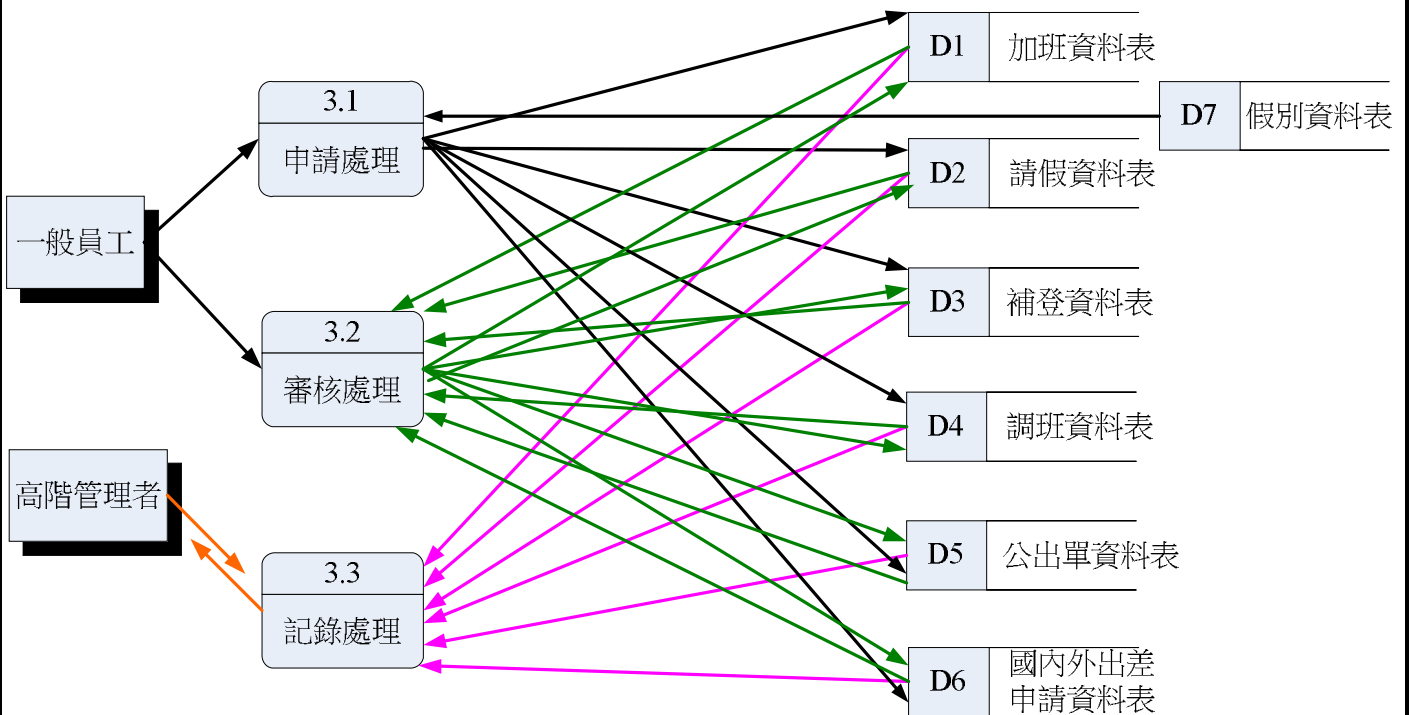 D1
加班資料表
3.1
申請處理
D7
假別資料表
D2
請假資料表
一般員工
D3
補登資料表
3.2
審核處理
D4
調班資料表
高階管理者
D5
公出單資料表
3.3
記錄處理
D6
國內外出差
申請資料表